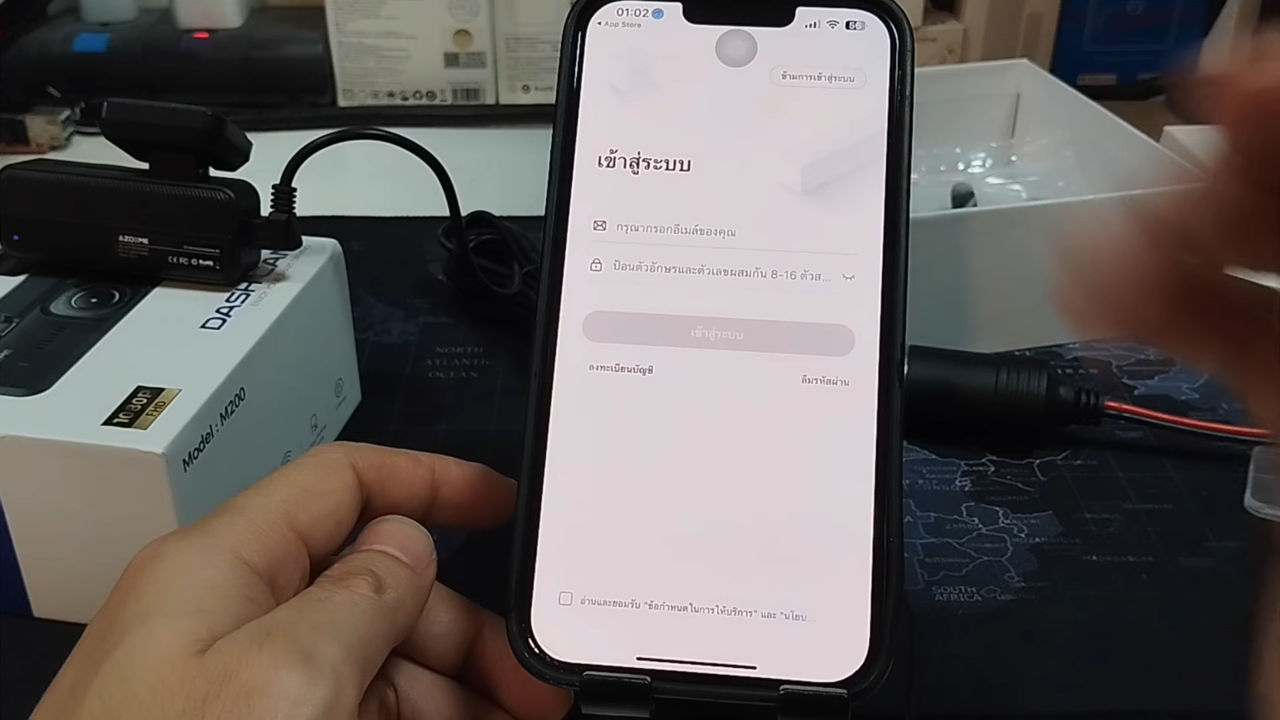 01:02
App Store
ข้ามการเข้าสู่ระบบ
เข้าสู่ระบบ
กรุณากรอกอีเมล์ของคุณ
ป้อนตัวอักษรและตัวเลขผสมกัน 8-16 ตัวส...
เข้าสู่ระบบ
ลงทะเบียนบัญชี
ลืมรหัสผ่าน
อ่านและยอมรับ "ข้อกำหนดในการให้บริการ" และ "นโยบ...
AZDOME
DASH
1080P
FHD
Model : M200
NORTH
ATLANTIC
OCEAN
SOUTH
AFRICA